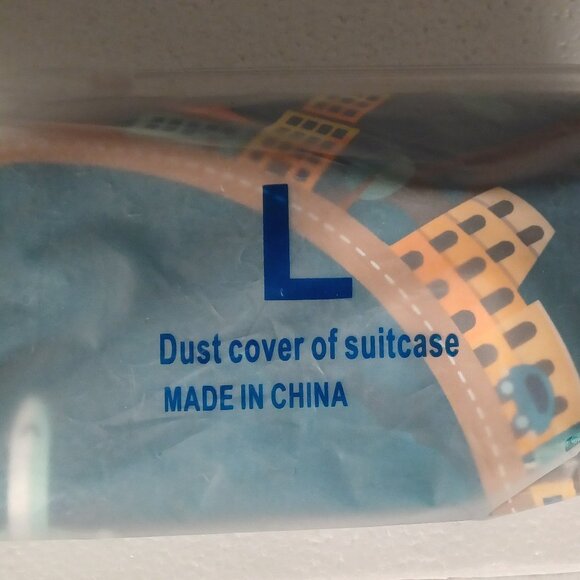 L
Dust cover of suitcase
MADE IN CHINA